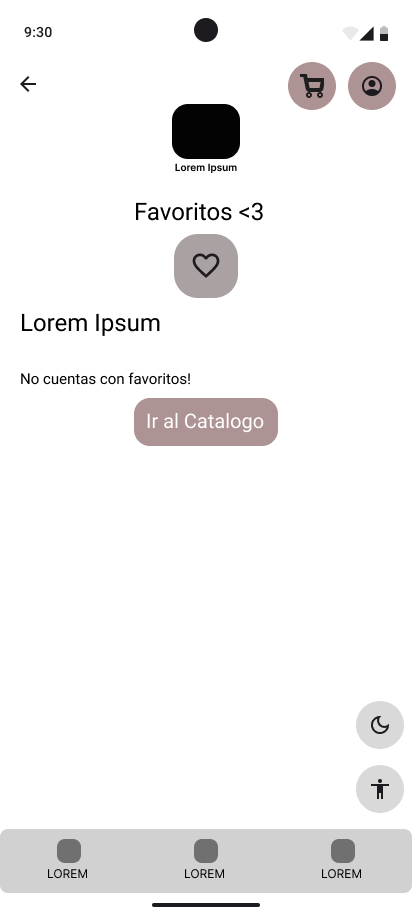 9:30
Lorem Ipsum
Favoritos <3
Lorem Ipsum
No cuentas con favoritos!
Ir al Catalogo
LOREM LOREM LOREM